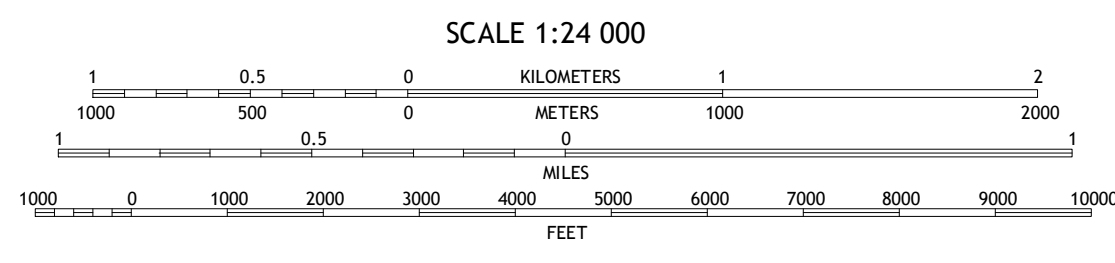 SCALE 1:24 000
1 0.5 0 KILOMETERS 1 2
1000 500 0 METERS 1000 2000
1 0.5 0 1
MILES
1000 0 1000 2000 3000 4000 5000 6000 7000 8000 9000 10000
FEET